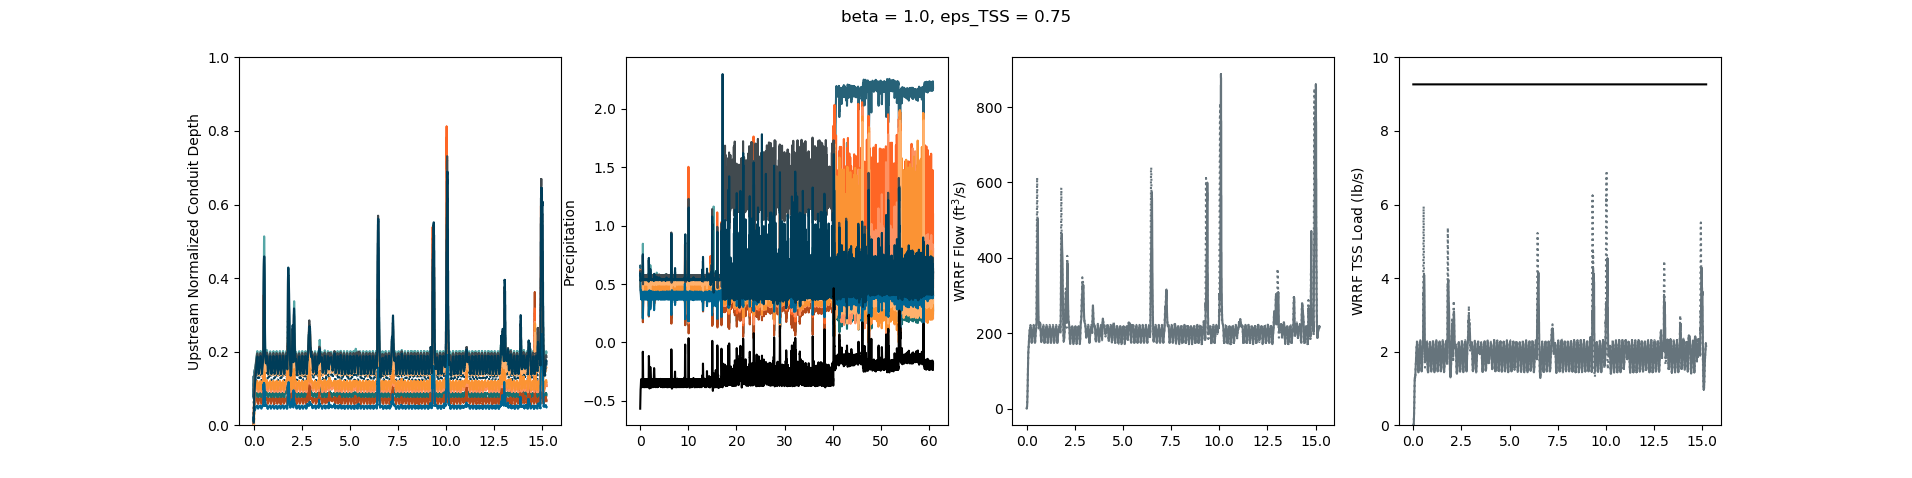 beta = 1.0, eps_TSS = 0.75
Upstream Normalized Conduit Depth
1.0
0.8
0.6
0.4
0.2
0.0
0.0 2.5 5.0 7.5 10.0 12.5 15.0
Precipitation
2.0
1.5
1.0
0.5
0.0
−0.5
0 10 20 30 40 50 60
WRRF Flow (ft³/s)
800
600
400
200
0
0.0 2.5 5.0 7.5 10.0 12.5 15.0
WRRF TSS Load (lb/s)
10
8
6
4
2
0
0.0 2.5 5.0 7.5 10.0 12.5 15.0